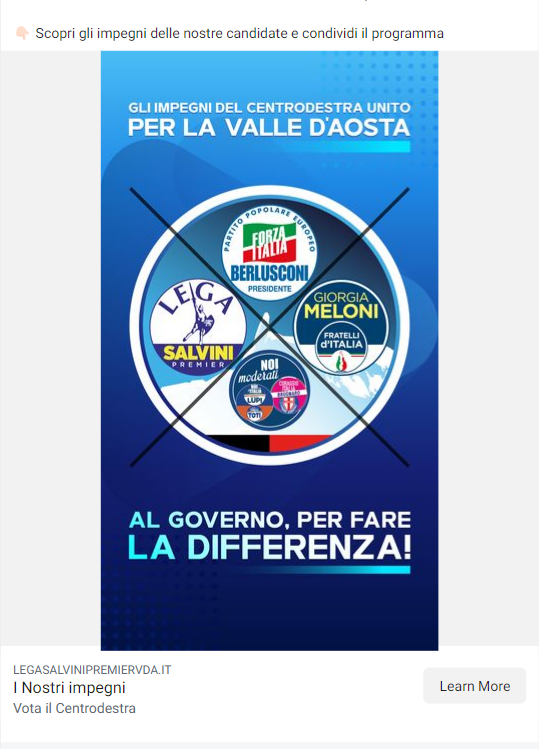 👇🏻 Scopri gli impegni delle nostre candidate e condividi il programma
GLI IMPEGNI DEL CENTRODESTRA UNITO
PER LA VALLE D'AOSTA
PARTITO POPOLARE EUROPEO
FORZA
ITALIA
BERLUSCONI
PRESIDENTE
LEGA
SALVINI
PREMIER
GIORGIA
MELONI
FRATELLI
d'ITALIA
NOI
moderati
NOI CON
L'ITALIA
LUPI
TOTI
CORAGGIO
ITALIA
BRUGNARO
AL GOVERNO, PER FARE
LA DIFFERENZA!
LEGASALVINIPREMIERVDA.IT
I Nostri impegni
Vota il Centrodestra
Learn More